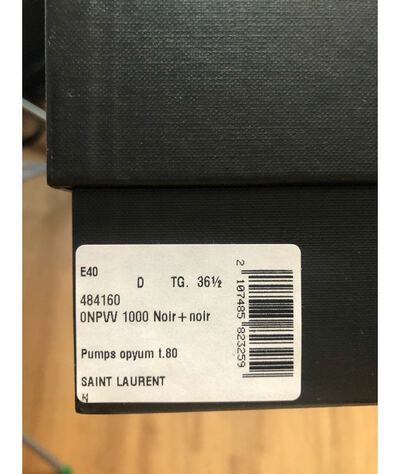 E40
D TG. 36½
484160
0NPVV 1000 Noir+noir
Pumps opyum t.80
SAINT LAURENT
2 107485 823259